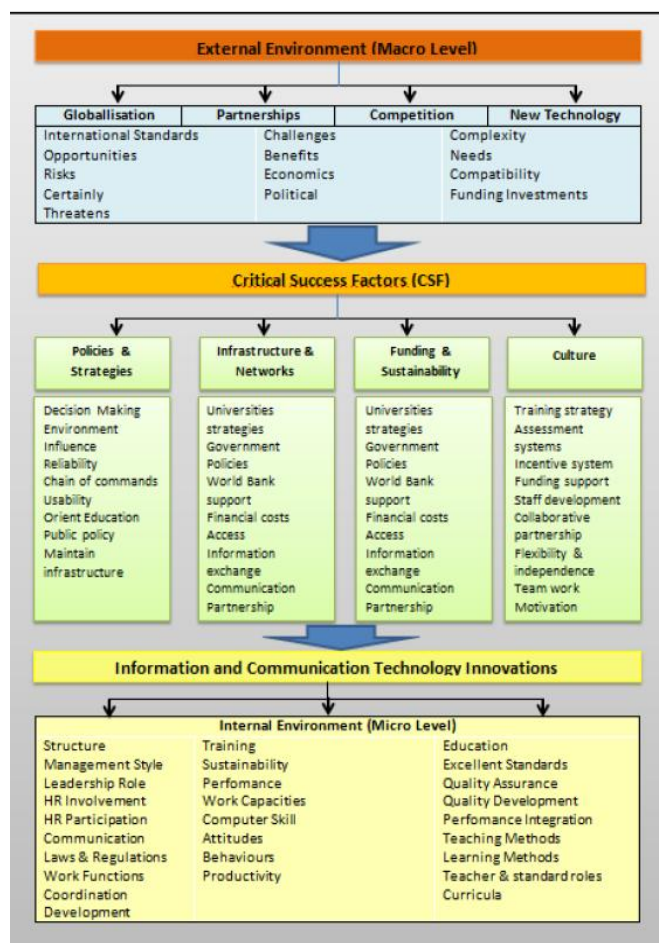 External Environment (Macro Level)
Globallisation
Partnerships
Competition
New Technology
International Standards
Opportunities
Risks
Certainly
Threatens
Challenges
Benefits
Economics
Political
Complexity
Needs
Compatibility
Funding Investments
Critical Success Factors (CSF)
Policies &
Strategies
Infrastructure &
Networks
Funding &
Sustainability
Culture
Decision Making
Environment
Influence
Reliability
Chain of commands
Usability
Orient Education
Public policy
Maintain
infrastructure
Universities
strategies
Government
Policies
World Bank
support
Financial costs
Access
Information
exchange
Communication
Partnership
Universities
strategies
Government
Policies
World Bank
support
Financial costs
Access
Information
exchange
Communication
Partnership
Training strategy
Assessment
systems
Incentive system
Funding support
Staff development
Collaborative
partnership
Flexibility &
independence
Team work
Motivation
Information and Communication Technology Innovations
Internal Environment (Micro Level)
Structure
Management Style
Leadership Role
HR Involvement
HR Participation
Communication
Laws & Regulations
Work Functions
Coordination
Development
Training
Sustainability
Perfomance
Work Capacities
Computer Skill
Attitudes
Behaviours
Productivity
Education
Excellent Standards
Quality Assurance
Quality Development
Perfomance Integration
Teaching Methods
Learning Methods
Teacher & standard roles
Curricula